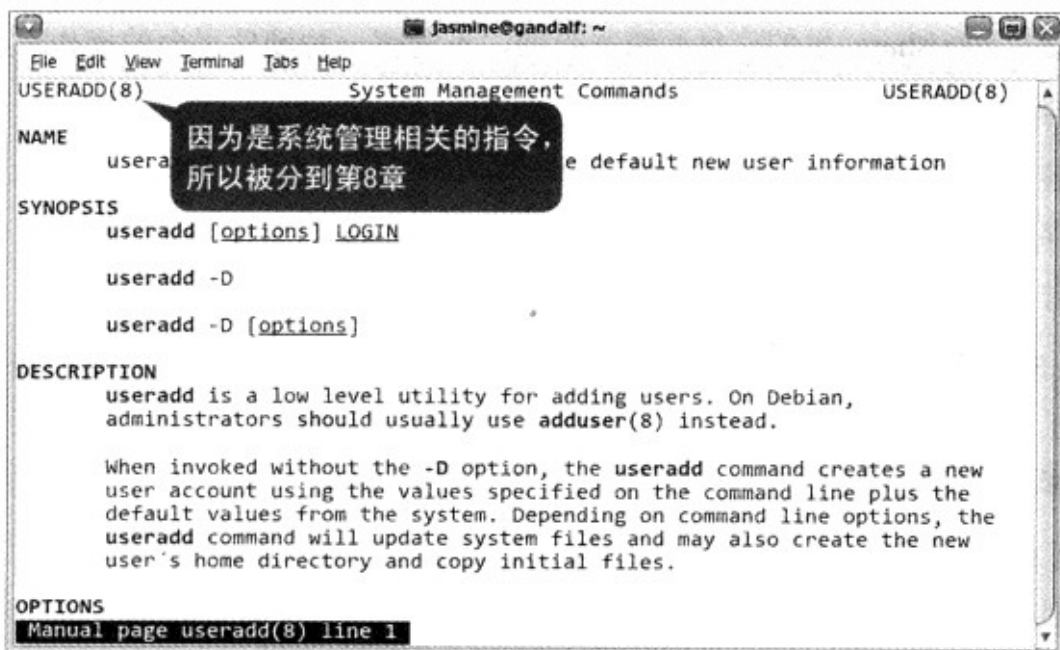 jasmine@gandalf: ~
File Edit View Terminal Tabs Help
USERADD(8) System Management Commands USERADD(8)
因为是系统管理相关的指令，
所以被分到第8章
NAME
usera e default new user information
SYNOPSIS
useradd [options] LOGIN
useradd -D
useradd -D [options]
DESCRIPTION
useradd is a low level utility for adding users. On Debian,
administrators should usually use adduser(8) instead.
When invoked without the -D option, the useradd command creates a new
user account using the values specified on the command line plus the
default values from the system. Depending on command line options, the
useradd command will update system files and may also create the new
user's home directory and copy initial files.
OPTIONS
Manual page useradd(8) line 1